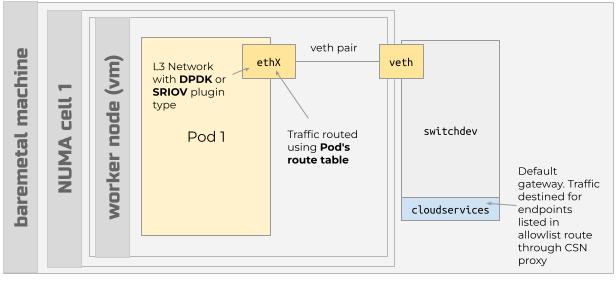 baremetal machine
NUMA cell 1
worker node (vm)
L3 Network
with DPDK or
SRIOV plugin
type
Pod 1
ethX
veth pair
veth
Traffic routed
using Pod's
route table
switchdev
cloudservices
Default
gateway. Traffic
destined for
endpoints
listed in
allowlist route
through CSN
proxy